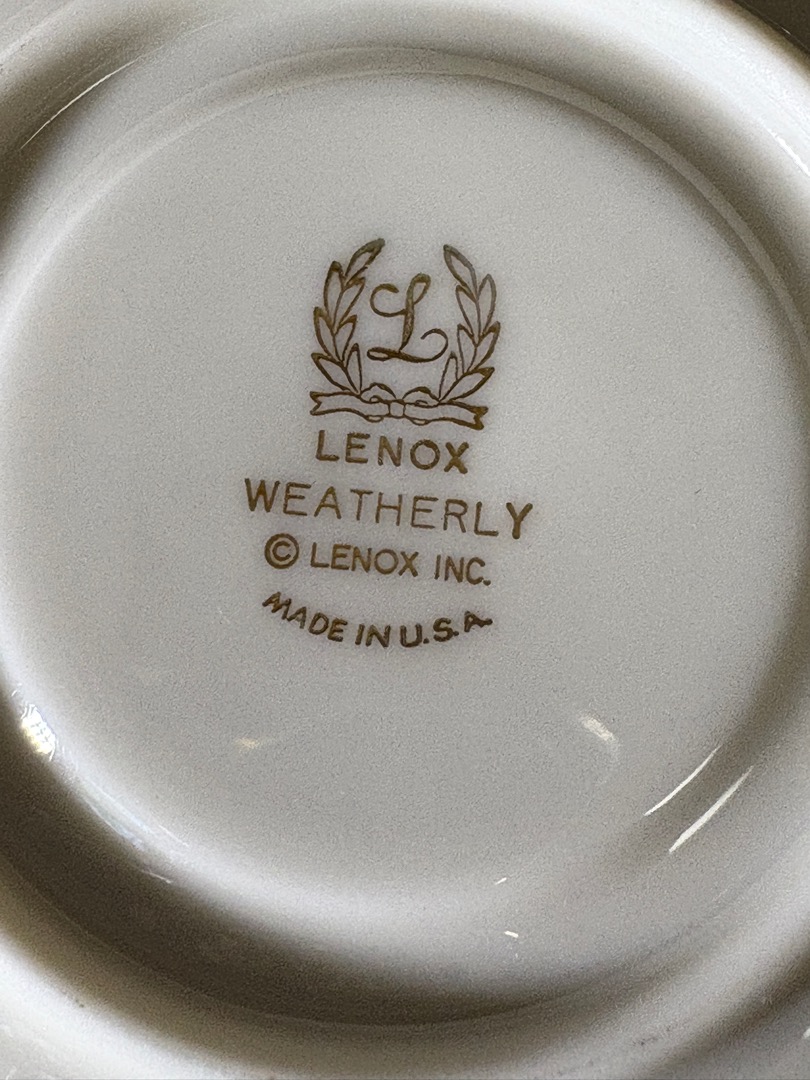 L
LENOX
WEATHERLY
© LENOX INC.
MADE IN U.S.A.